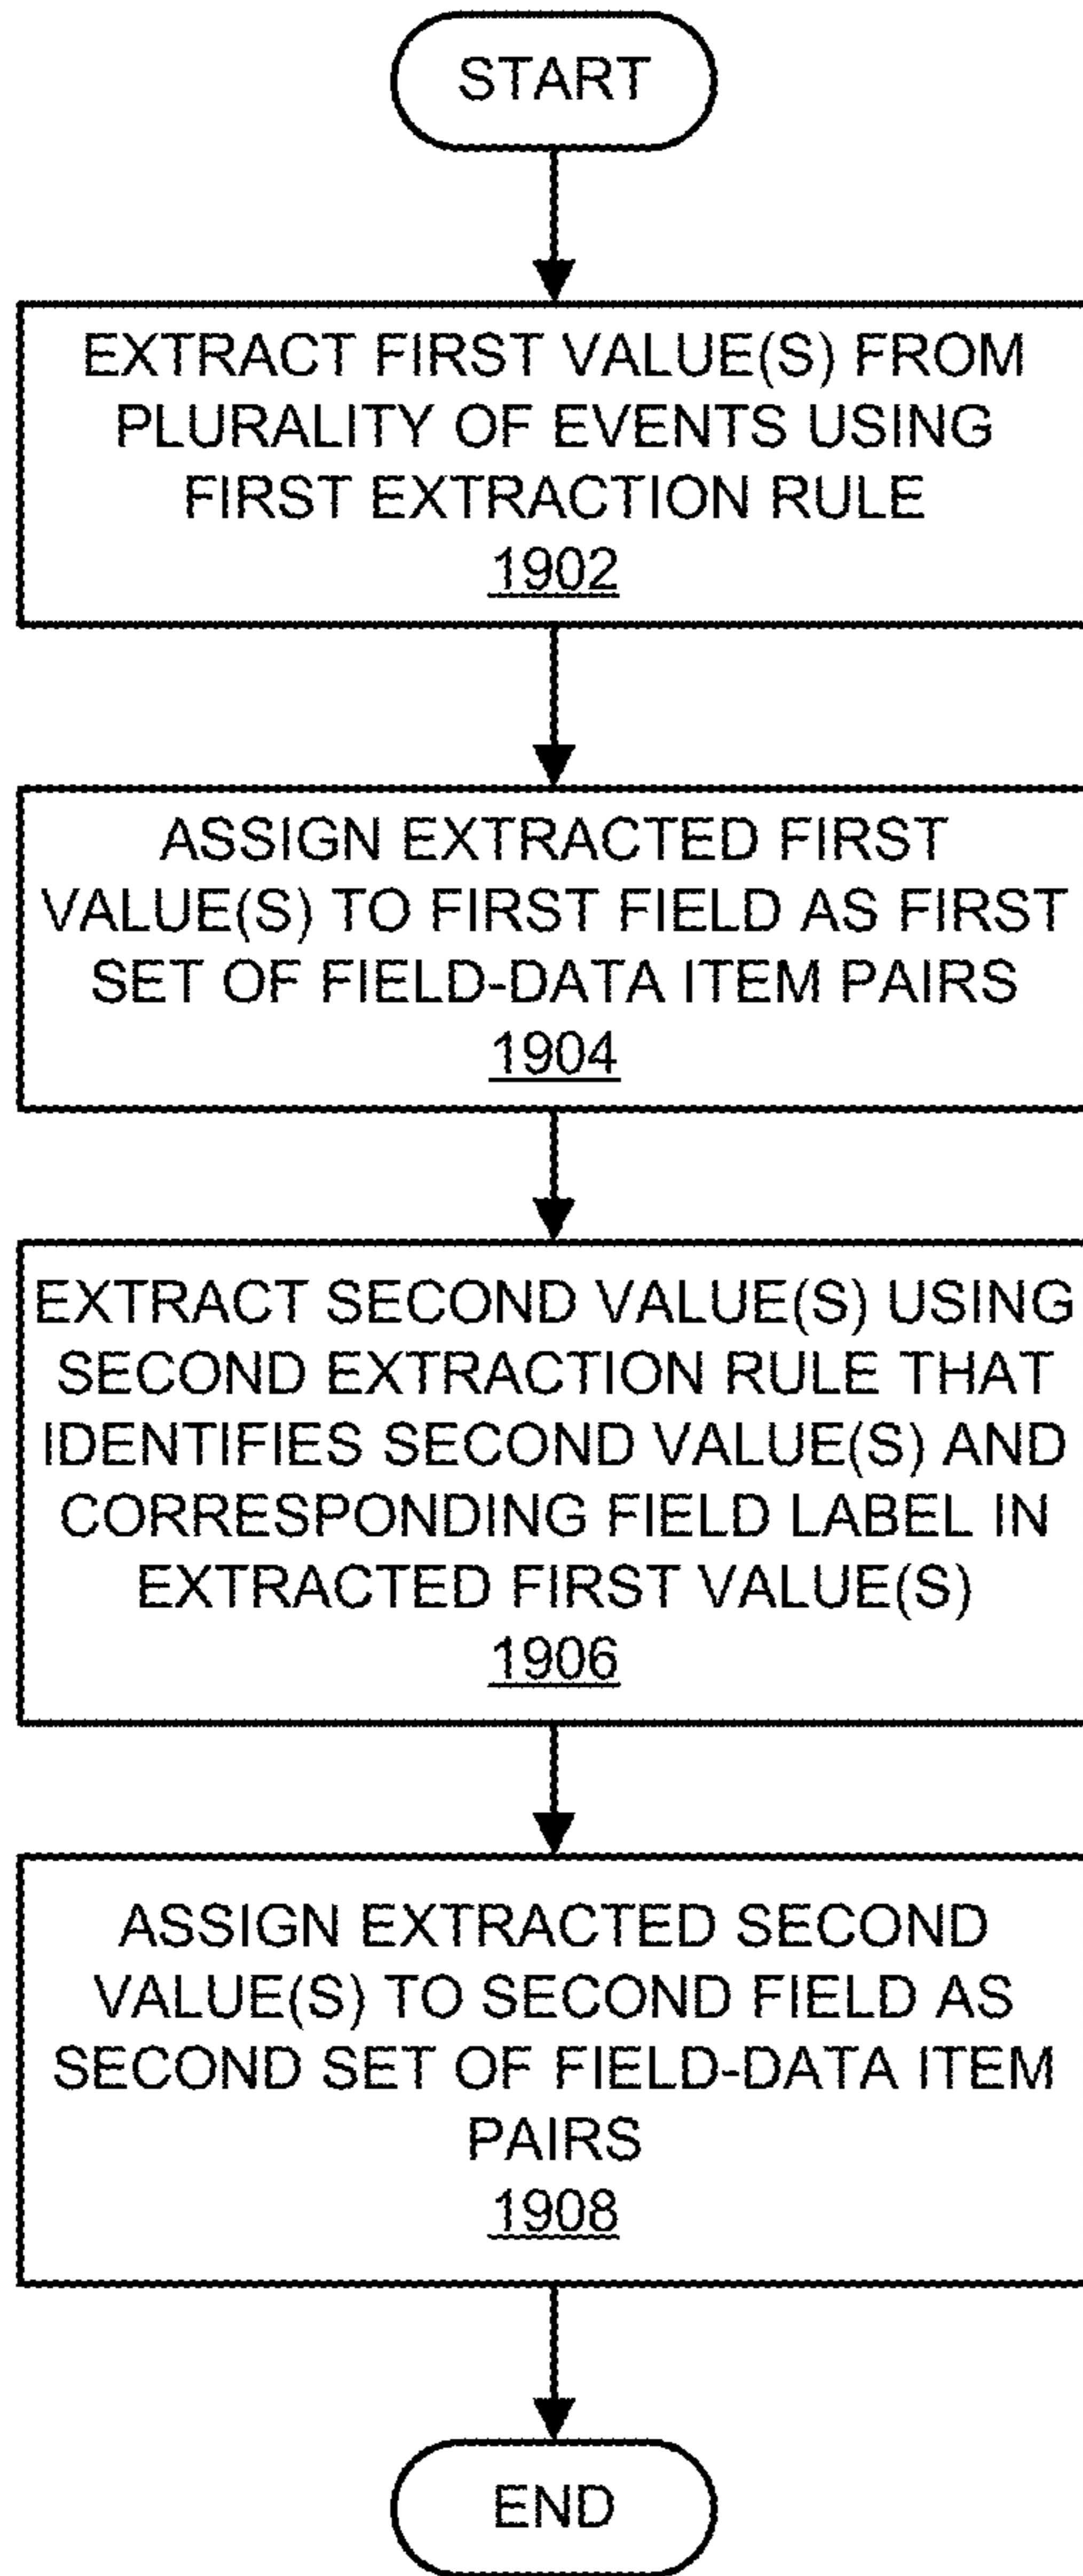 START
EXTRACT FIRST VALUE(S) FROM
PLURALITY OF EVENTS USING
FIRST EXTRACTION RULE
1902
ASSIGN EXTRACTED FIRST
VALUE(S) TO FIRST FIELD AS FIRST
SET OF FIELD-DATA ITEM PAIRS
1904
EXTRACT SECOND VALUE(S) USING
SECOND EXTRACTION RULE THAT
IDENTIFIES SECOND VALUE(S) AND
CORRESPONDING FIELD LABEL IN
EXTRACTED FIRST VALUE(S)
1906
ASSIGN EXTRACTED SECOND
VALUE(S) TO SECOND FIELD AS
SECOND SET OF FIELD-DATA ITEM
PAIRS
1908
END